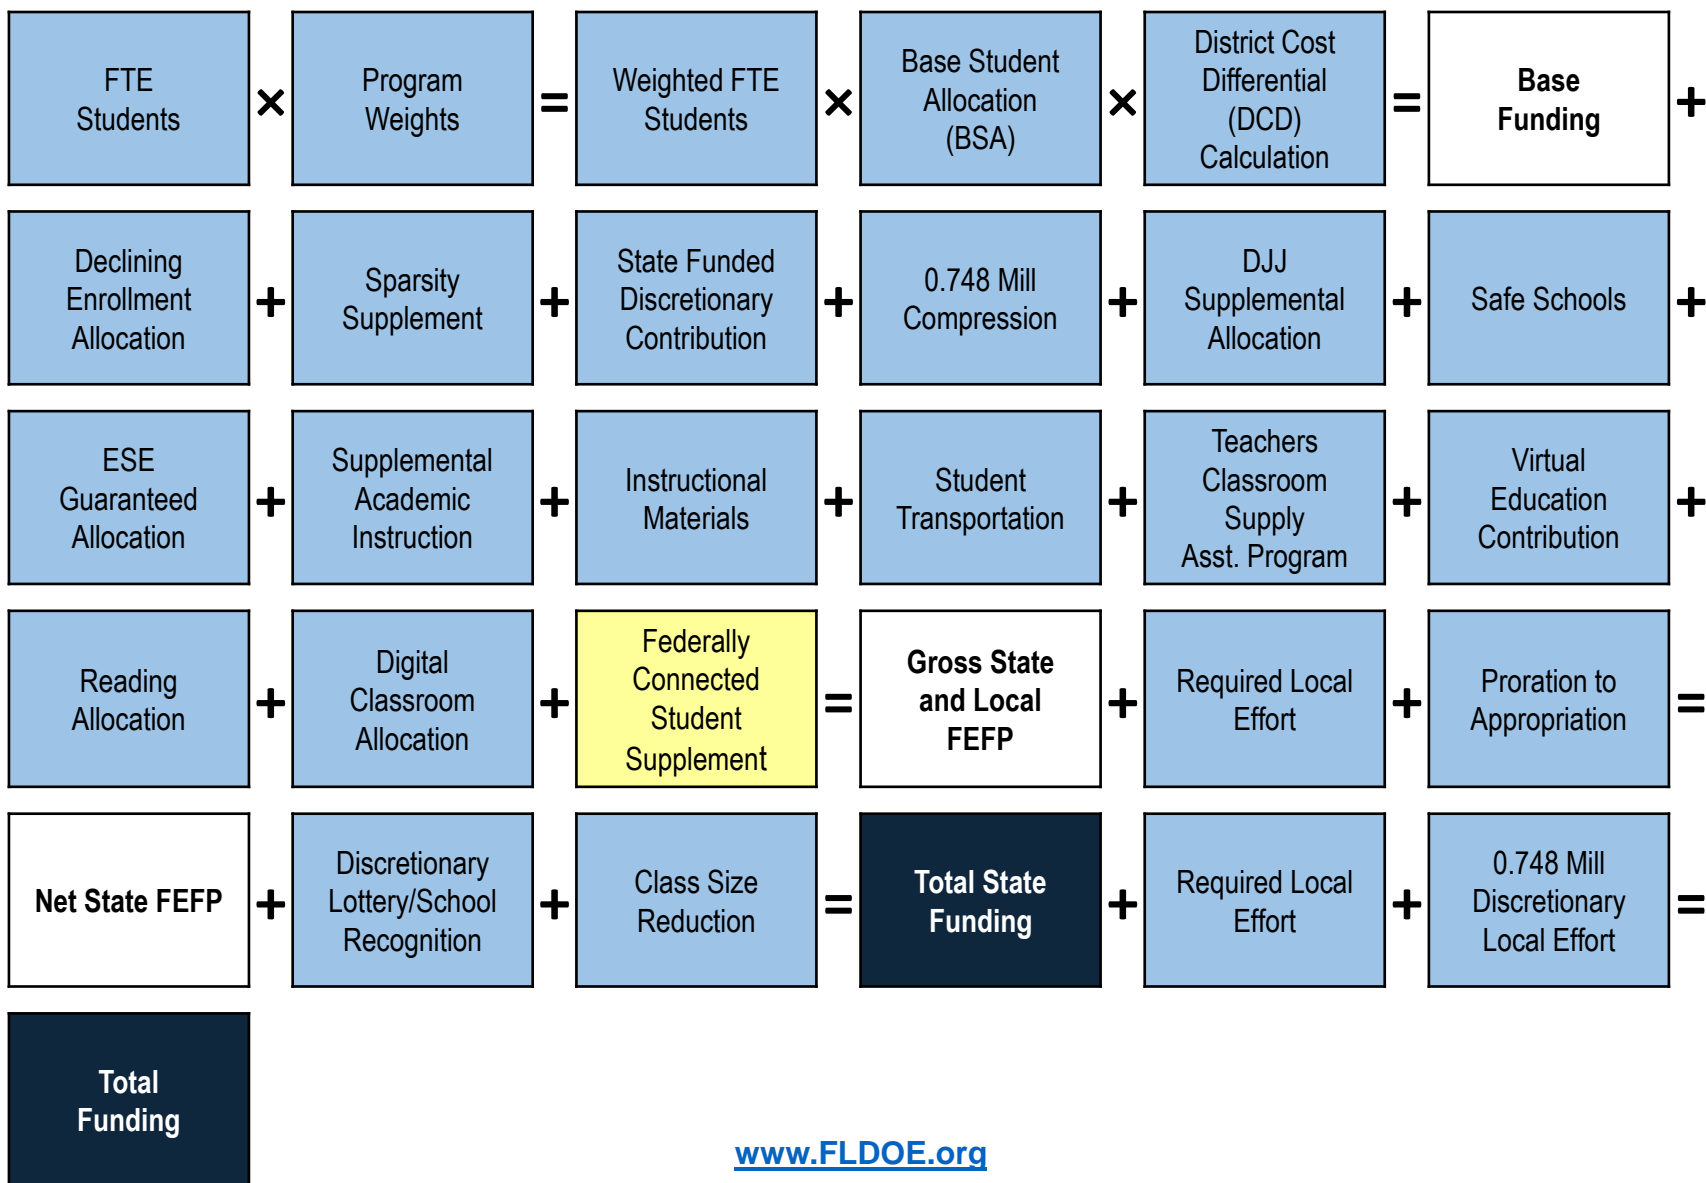 FTE
Students
×
Program
Weights
=
Weighted FTE
Students
×
Base Student
Allocation
(BSA)
×
District Cost
Differential
(DCD)
Calculation
=
Base
Funding
+
Declining
Enrollment
Allocation
+
Sparsity
Supplement
+
State Funded
Discretionary
Contribution
+
0.748 Mill
Compression
+
DJJ
Supplemental
Allocation
+
Safe Schools
+
ESE
Guaranteed
Allocation
+
Supplemental
Academic
Instruction
+
Instructional
Materials
+
Student
Transportation
+
Teachers
Classroom
Supply
Asst. Program
+
Virtual
Education
Contribution
+
Reading
Allocation
+
Digital
Classroom
Allocation
+
Federally
Connected
Student
Supplement
=
Gross State
and Local
FEFP
+
Required Local
Effort
+
Proration to
Appropriation
=
Net State FEFP
+
Discretionary
Lottery/School
Recognition
+
Class Size
Reduction
=
Total State
Funding
+
Required Local
Effort
+
0.748 Mill
Discretionary
Local Effort
=
Total
Funding
www.FLDOE.org